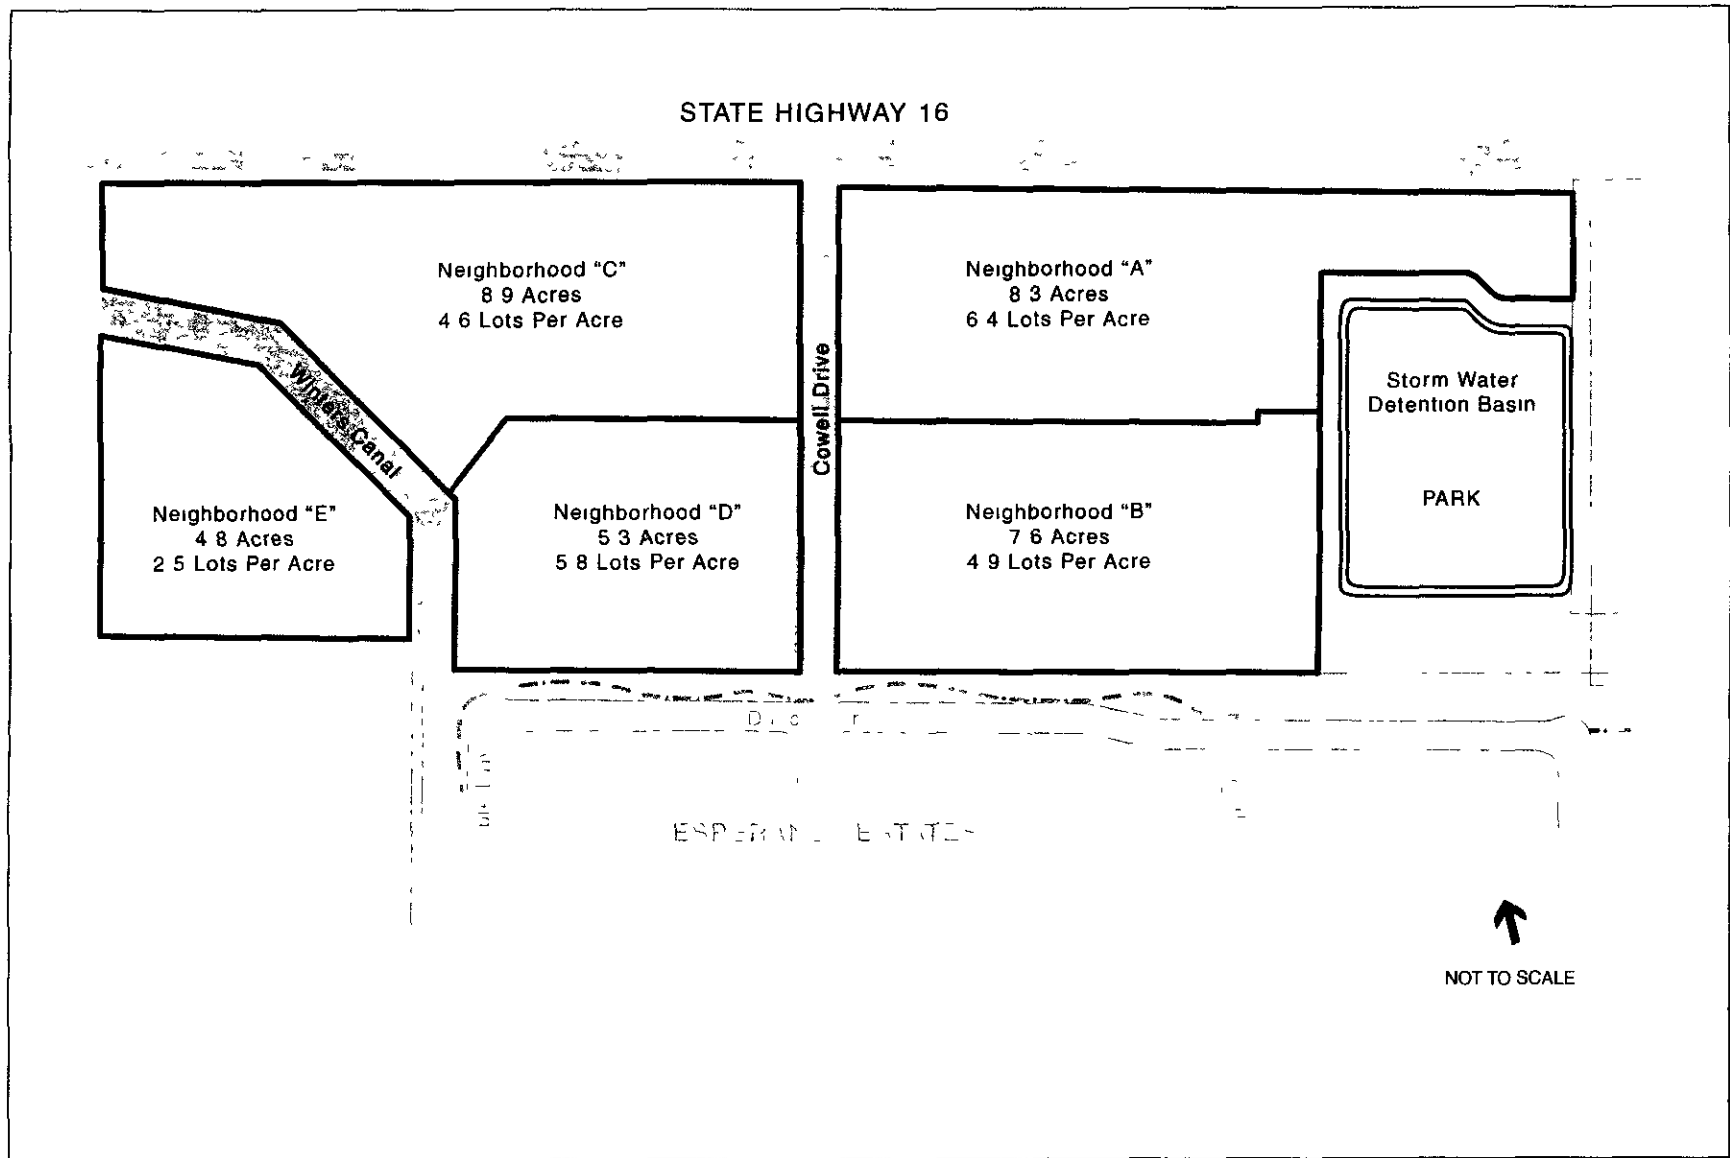 STATE HIGHWAY 16
Neighborhood "C"
8 9 Acres
4 6 Lots Per Acre
Neighborhood "A"
8 3 Acres
6 4 Lots Per Acre
Winters Canal
Cowell Drive
Storm Water
Detention Basin
PARK
Neighborhood "E"
4 8 Acres
2 5 Lots Per Acre
Neighborhood "D"
5 3 Acres
5 8 Lots Per Acre
Neighborhood "B"
7 6 Acres
4 9 Lots Per Acre
NOT TO SCALE